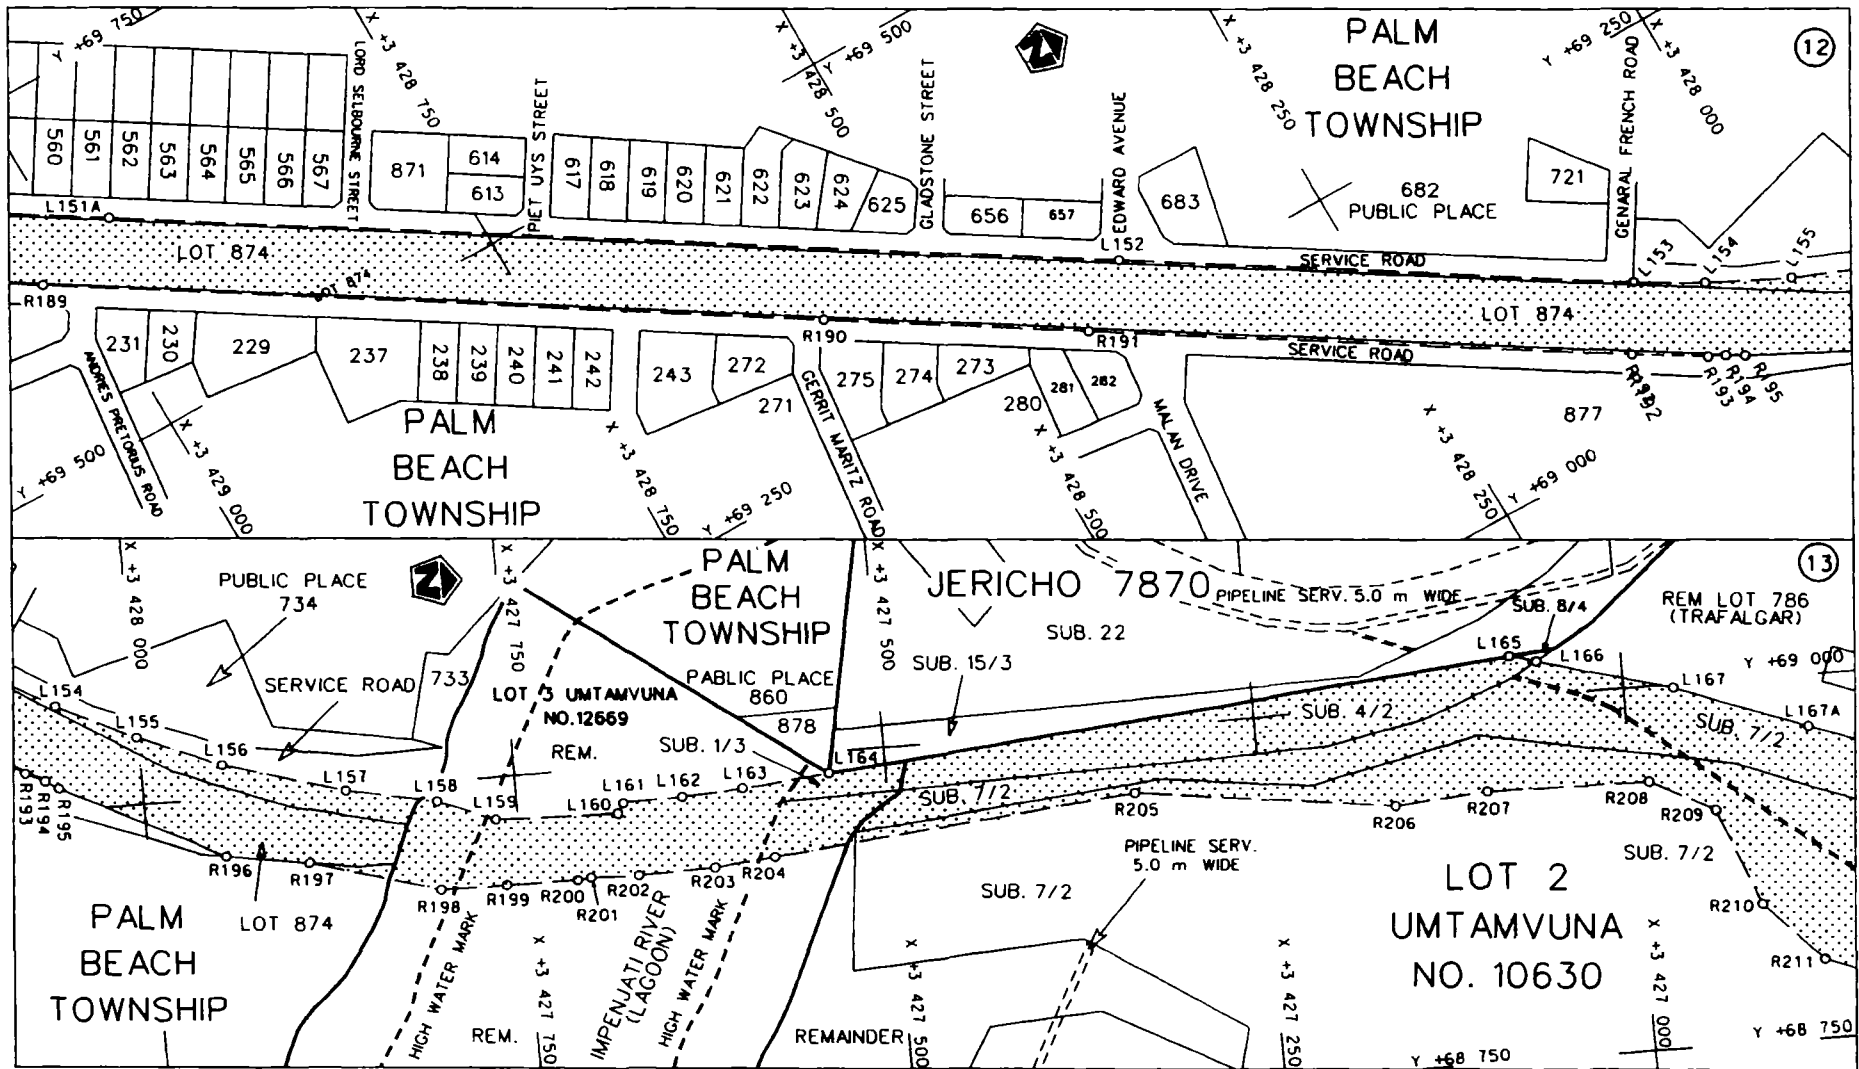 Y +69 750
X +3 428 750
X +3 428 500
Y +69 500
X +3 428 250
PALM
BEACH
TOWNSHIP
Y +69 250
X +3 428 000
12
LORD SELBOURNE STREET
PIET UYS STREET
GLADSTONE STREET
EDWARD AVENUE
GENARAL FRENCH ROAD
560
561
562
563
564
565
566
567
871
614
613
617
618
619
620
621
622
623
624
625
656
657
683
682
PUBLIC PLACE
721
L151A
L152
SERVICE ROAD
L153
L154
L155
LOT 874
LOT 874
LOT 874
R189
R190
R191
SERVICE ROAD
R192
R193
R194
R195
231
230
229
237
238
239
240
241
242
243
272
271
275
274
273
280
281
282
877
ANDRIES PRETORIUS ROAD
GERRIT MARITZ ROAD
MALAN DRIVE
PALM
BEACH
TOWNSHIP
Y +69 500
X +3 429 000
X +3 428 750
Y +69 250
X +3 428 500
X +3 428 250
Y +69 000
X +3 428 000
PUBLIC PLACE
734
N
X +3 427 750
PALM
BEACH
TOWNSHIP
X +3 427 500
JERICHO 7870
PIPELINE SERV. 5.0 m WIDE
SUB. 8/4
REM LOT 786
(TRAFALGAR)
13
SUB. 22
SUB. 15/3
L165
L166
Y +69 000
L167
L167A
SERVICE ROAD
733
LOT 3 UMTAMVUNA
NO.12669
REM.
PABLIC PLACE
860
878
SUB. 1/3
L154
L155
L156
L157
L158
L159
L160
L161
L162
L163
L164
SUB. 4/2
SUB. 7/2
SUB. 7/2
R193
R194
R195
R196
R197
R198
R199
R200
R201
R202
R203
R204
R205
R206
R207
R208
R209
R210
R211
LOT 874
PALM
BEACH
TOWNSHIP
HIGH WATER MARK
REM.
X +3 427 750
IMPENJATI RIVER
(LAGOON)
HIGH WATER MARK
REMAINDER
X +3 427 500
SUB. 7/2
PIPELINE SERV.
5.0 m WIDE
X +3 427 250
LOT 2
UMTAMVUNA
NO. 10630
SUB. 7/2
X +3 427 000
Y +68 750
Y +68 750